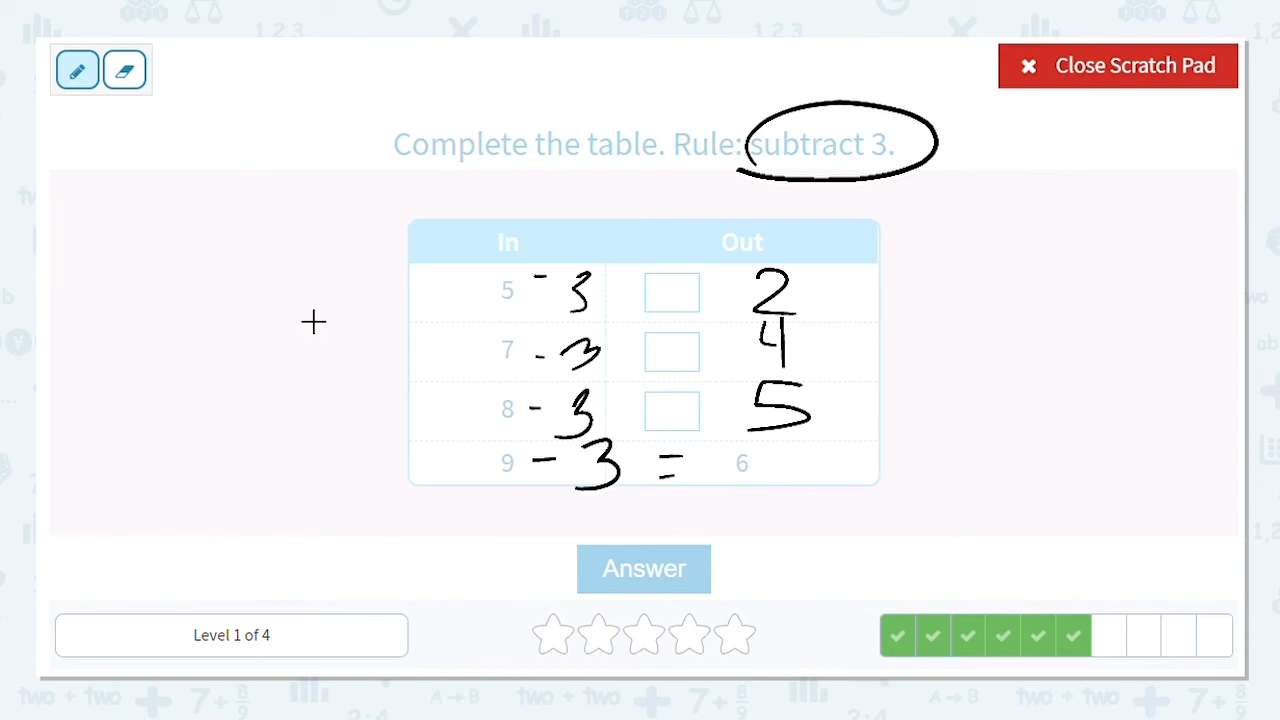 Close Scratch Pad
Complete the table. Rule: subtract 3.
In Out
5 - 3 2
7 - 3 4
8 - 3 5
9 - 3 = 6
Answer
Level 1 of 4